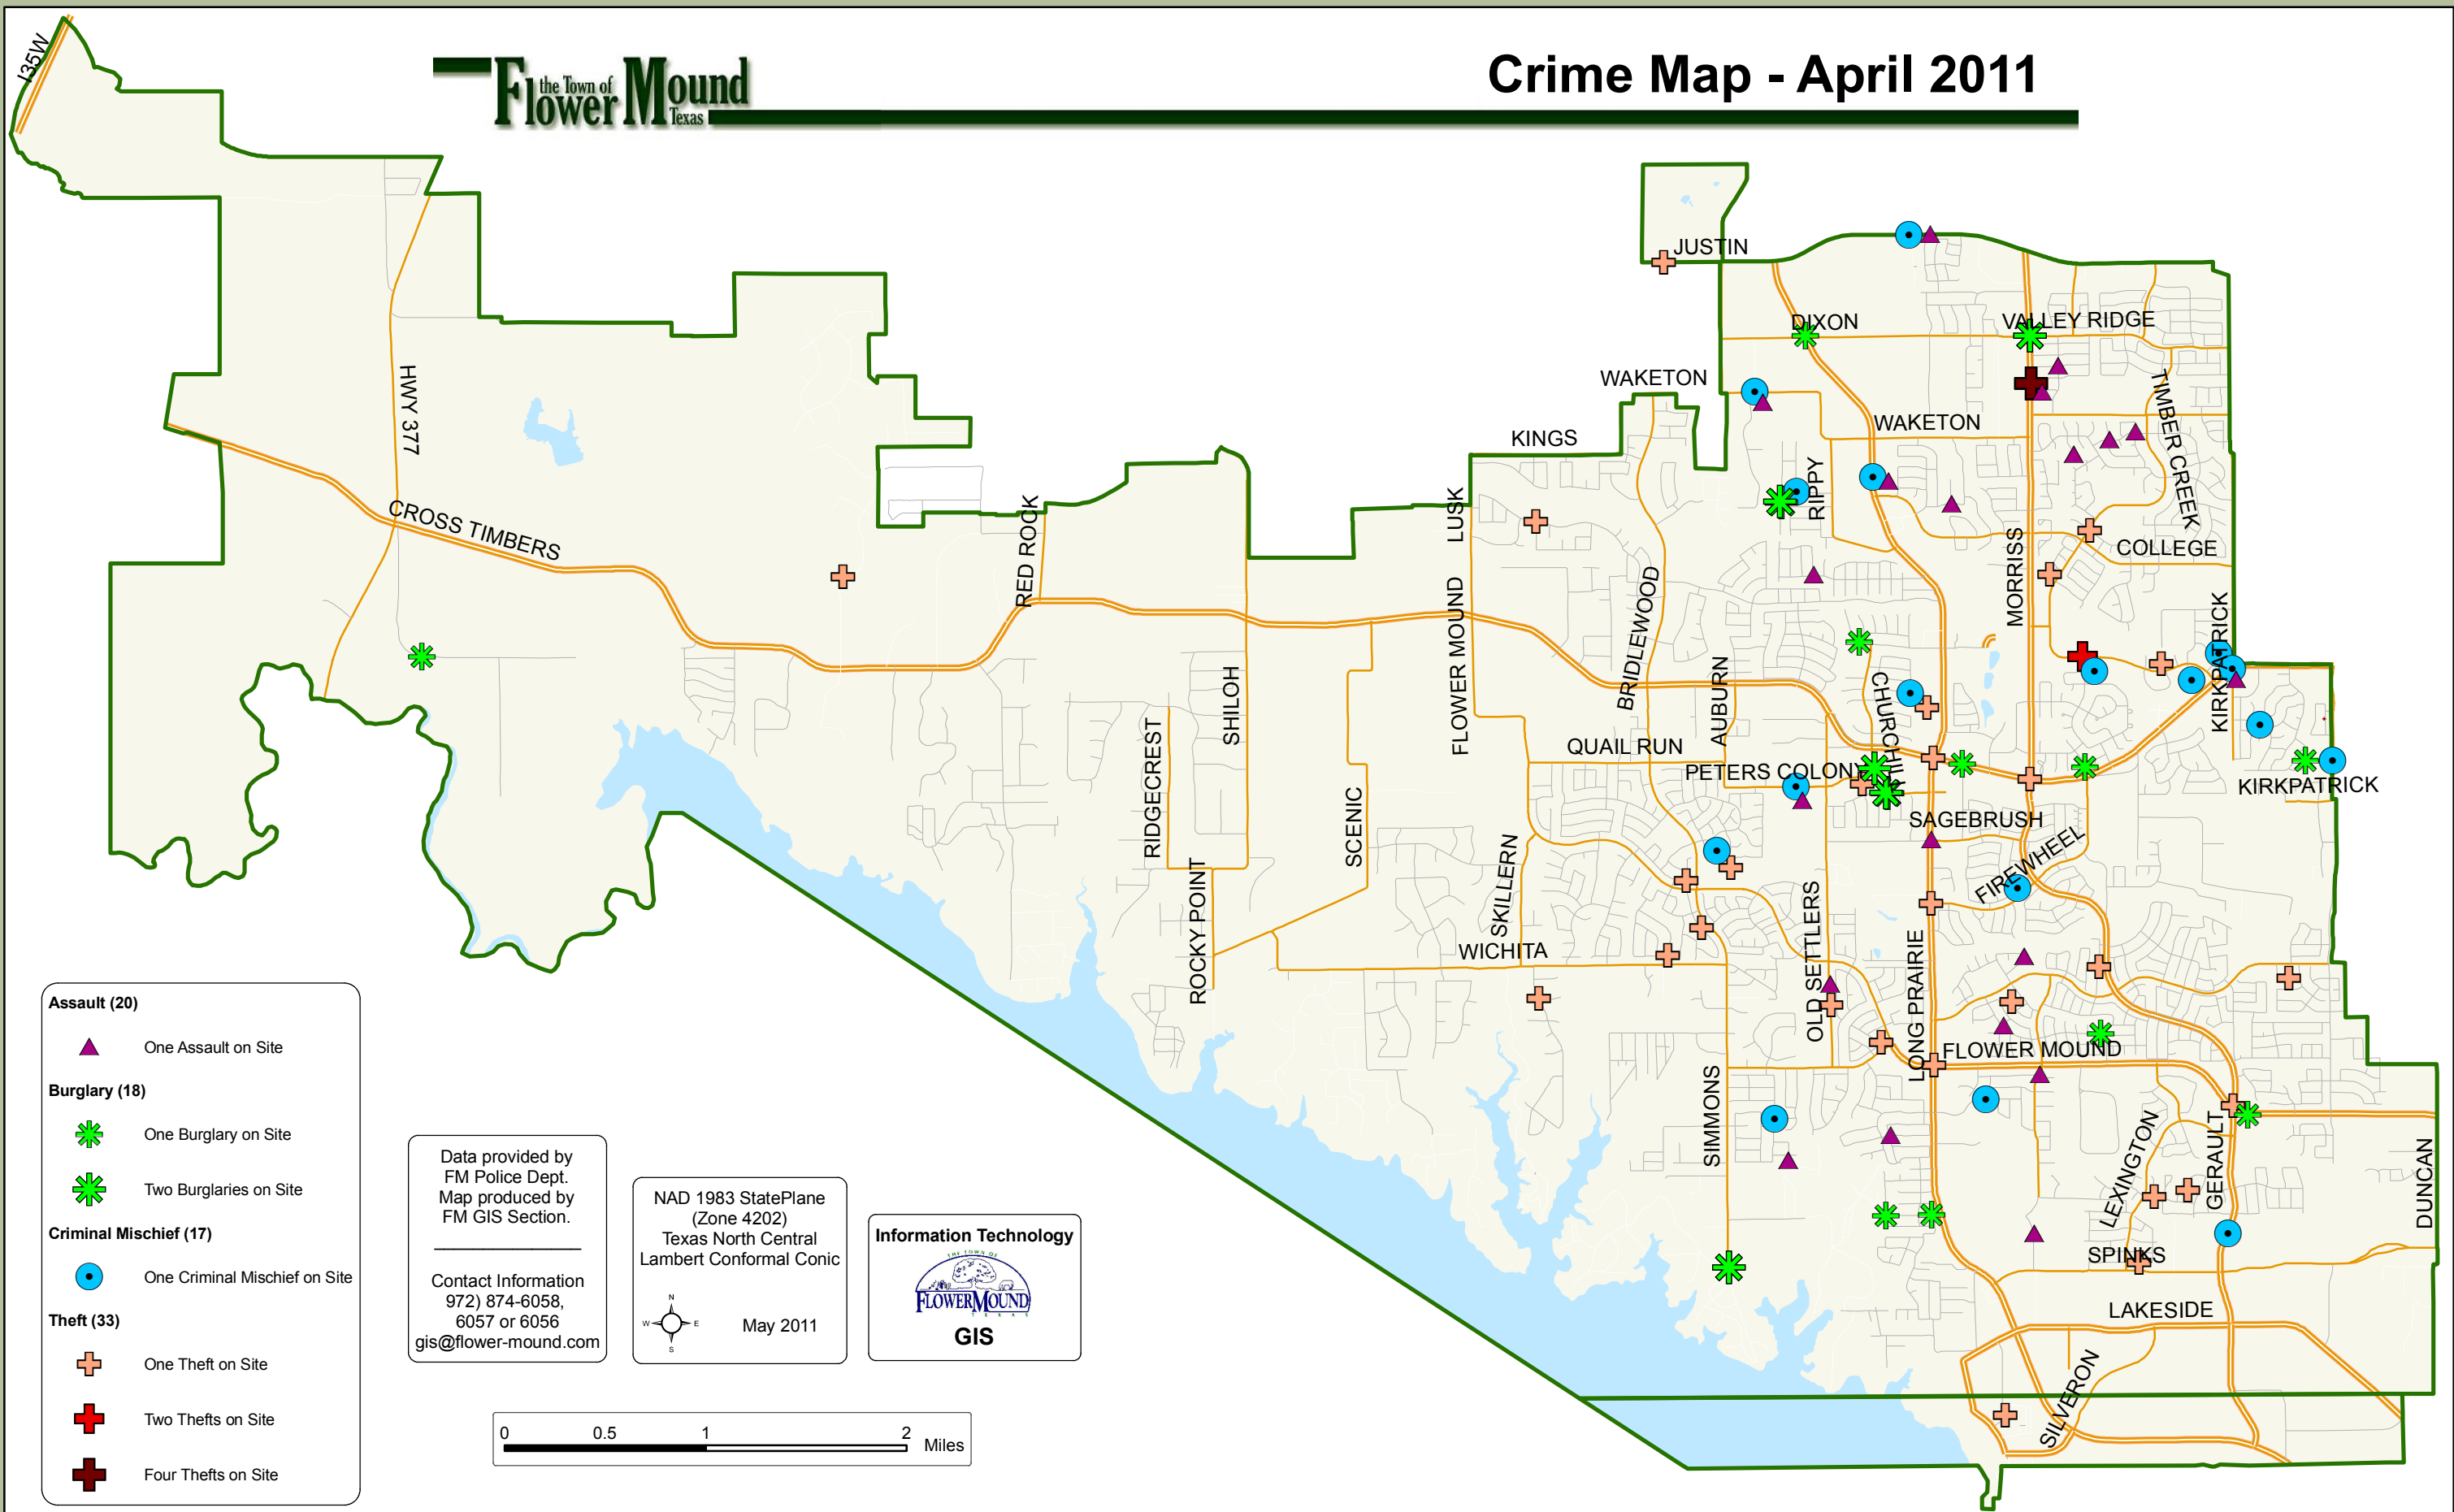 Crime Map - April 2011
the Town of
Flower Mound
Texas
I35W
JUSTIN
DIXON
VALLEY RIDGE
WAKETON
HWY 377
TIMBER CREEK
WAKETON
KINGS
RIPPY
LUSK
CROSS TIMBERS
RED ROCK
MORRISS
COLLEGE
FLOWER MOUND
BRIDLEWOOD
KIRKPATRICK
SHILOH
AUBURN
CHURCHILL
RIDGECREST
QUAIL RUN
PETERS COLONY
KIRKPATRICK
SCENIC
SAGEBRUSH
SKILLERN
FIREWHEEL
ROCKY POINT
OLD SETTLERS
WICHITA
LONG PRAIRIE
FLOWER MOUND
SIMMONS
LEXINGTON
GERAULT
DUNCAN
SPINKS
LAKESIDE
SILVERON
Assault (20)
One Assault on Site
Burglary (18)
One Burglary on Site
Two Burglaries on Site
Criminal Mischief (17)
One Criminal Mischief on Site
Theft (33)
One Theft on Site
Two Thefts on Site
Four Thefts on Site
Data provided by
FM Police Dept.
Map produced by
FM GIS Section.
Contact Information
972) 874-6058,
6057 or 6056
gis@flower-mound.com
NAD 1983 StatePlane
(Zone 4202)
Texas North Central
Lambert Conformal Conic
N
W E
S
May 2011
Information Technology
THE TOWN OF
FLOWER MOUND
TEXAS
GIS
0 0.5 1 2 Miles